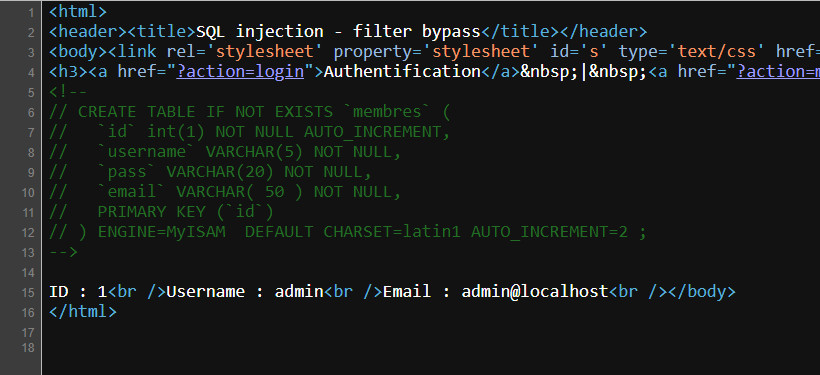 1 <html>
2 <header><title>SQL injection - filter bypass</title></header>
3 <body><link rel='stylesheet' property='stylesheet' id='s' type='text/css' href=
4 <h3><a href="?action=login">Authentification</a>&nbsp;|&nbsp;<a href="?action=m
5 <!--
6 // CREATE TABLE IF NOT EXISTS `membres` (
7 //   `id` int(1) NOT NULL AUTO_INCREMENT,
8 //   `username` VARCHAR(5) NOT NULL,
9 //   `pass` VARCHAR(20) NOT NULL,
10 //   `email` VARCHAR( 50 ) NOT NULL,
11 //   PRIMARY KEY (`id`)
12 // ) ENGINE=MyISAM  DEFAULT CHARSET=latin1 AUTO_INCREMENT=2 ;
13 -->
14
15 ID : 1<br />Username : admin<br />Email : admin@localhost<br /></body>
16 </html>
17
18